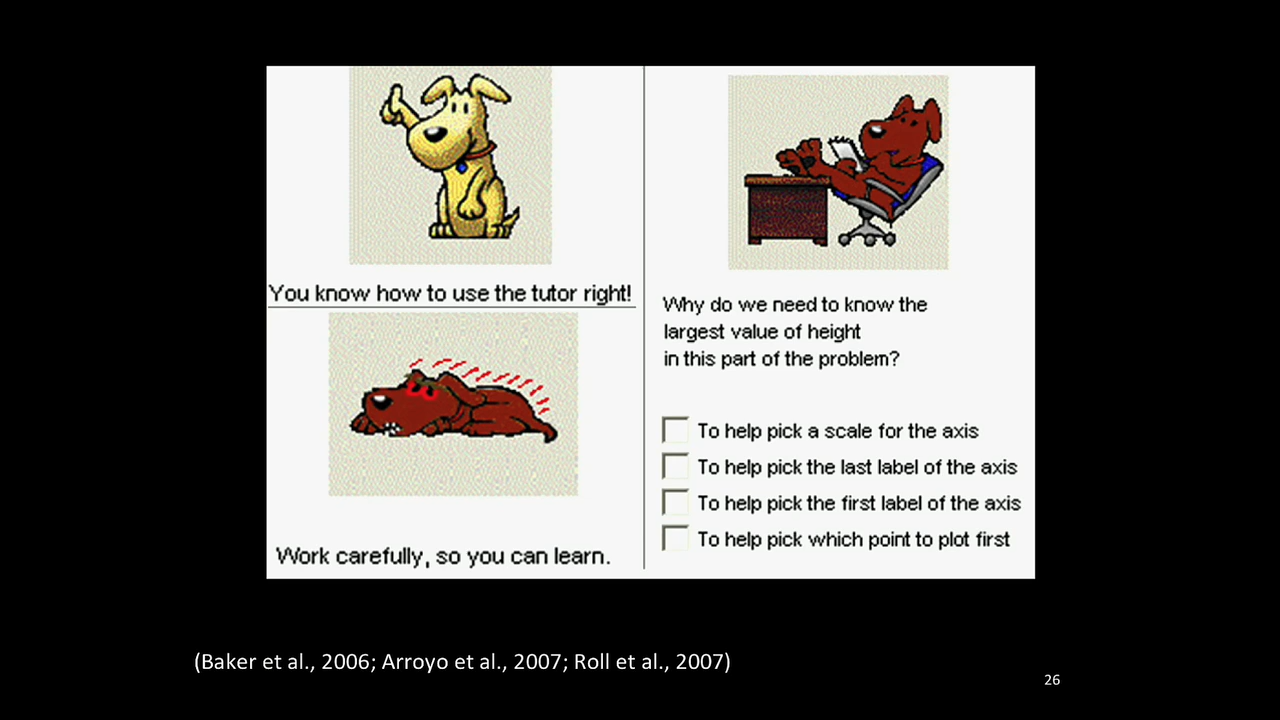 You know how to use the tutor right!
Work carefully, so you can learn.
Why do we need to know the
largest value of height
in this part of the problem?
To help pick a scale for the axis
To help pick the last label of the axis
To help pick the first label of the axis
To help pick which point to plot first
(Baker et al., 2006; Arroyo et al., 2007; Roll et al., 2007)
26